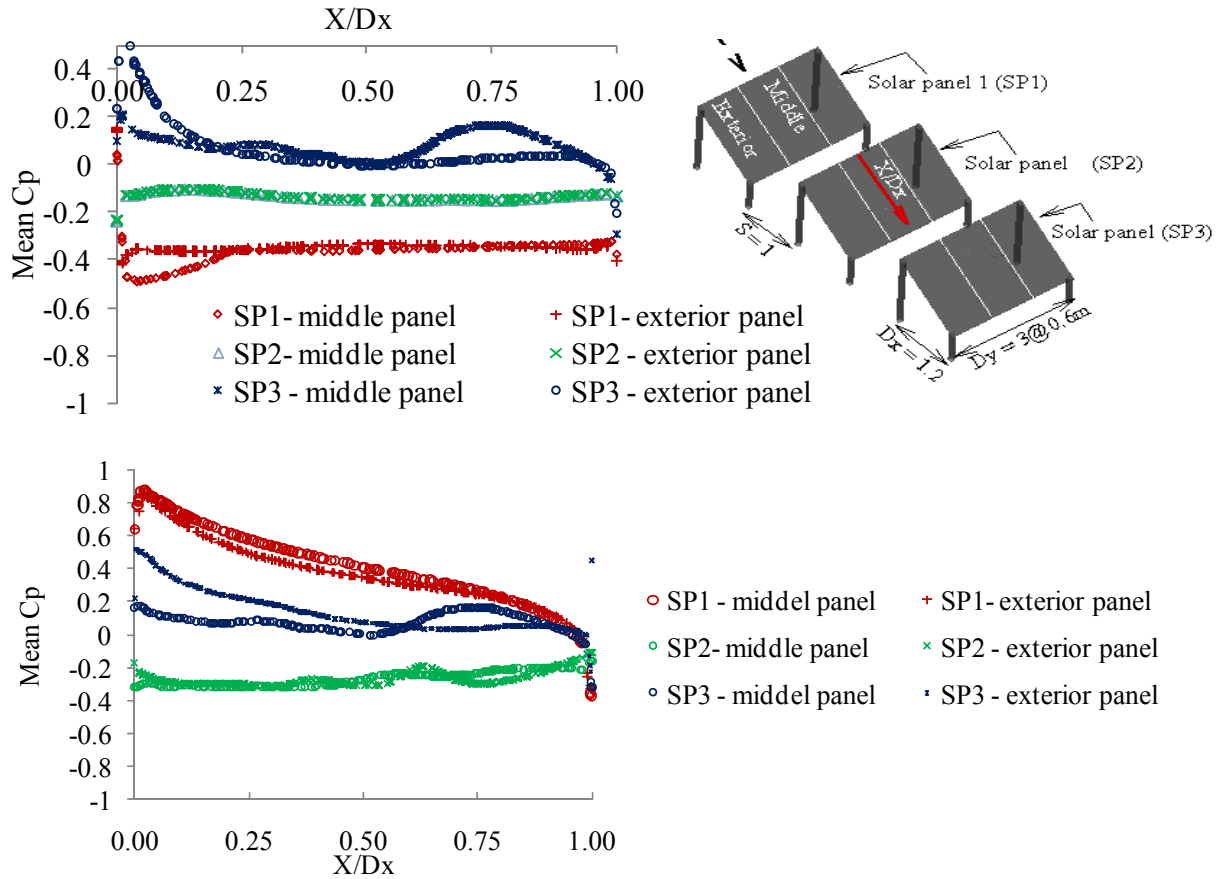 X/Dx
0.00 0.25 0.50 0.75 1.00
0.4
0.2
0
-0.2
-0.4
-0.6
-0.8
-1
Mean Cp
SP1- middle panel
SP1- exterior panel
SP2- middle panel
SP2 - exterior panel
SP3 - middle panel
SP3 - exterior panel
Solar panel 1 (SP1)
Solar panel (SP2)
Solar panel (SP3)
Exterior
Middle
X/Dx
S=1
Dx = 1.2
Dy = 3@0.6m
1
0.8
0.6
0.4
0.2
0
-0.2
-0.4
-0.6
-0.8
-1
Mean Cp
0.00 0.25 0.50 0.75 1.00
X/Dx
SP1 - middel panel
SP1- exterior panel
SP2- middle panel
SP2 - exterior panel
SP3 - middel panel
SP3 - exterior panel